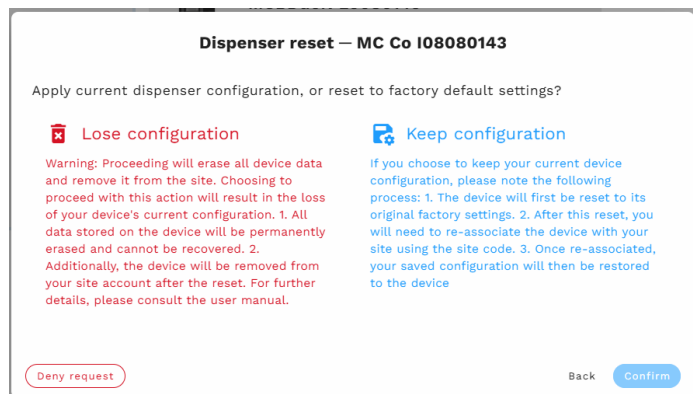 Dispenser reset — MC Co I08080143
Apply current dispenser configuration, or reset to factory default settings?
Lose configuration
Warning: Proceeding will erase all device data
and remove it from the site. Choosing to
proceed with this action will result in the loss
of your device's current configuration. 1. All
data stored on the device will be permanently
erased and cannot be recovered. 2.
Additionally, the device will be removed from
your site account after the reset. For further
details, please consult the user manual.
Keep configuration
If you choose to keep your current device
configuration, please note the following
process: 1. The device will first be reset to its
original factory settings. 2. After this reset, you
will need to re-associate the device with your
site using the site code. 3. Once re-associated,
your saved configuration will then be restored
to the device
Deny request
Back
Confirm